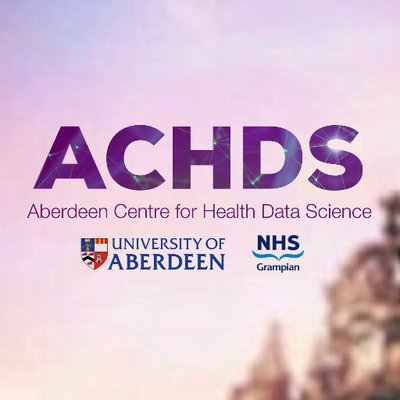 ACHDS
Aberdeen Centre for Health Data Science
UNIVERSITY OF
ABERDEEN
NHS
Grampian